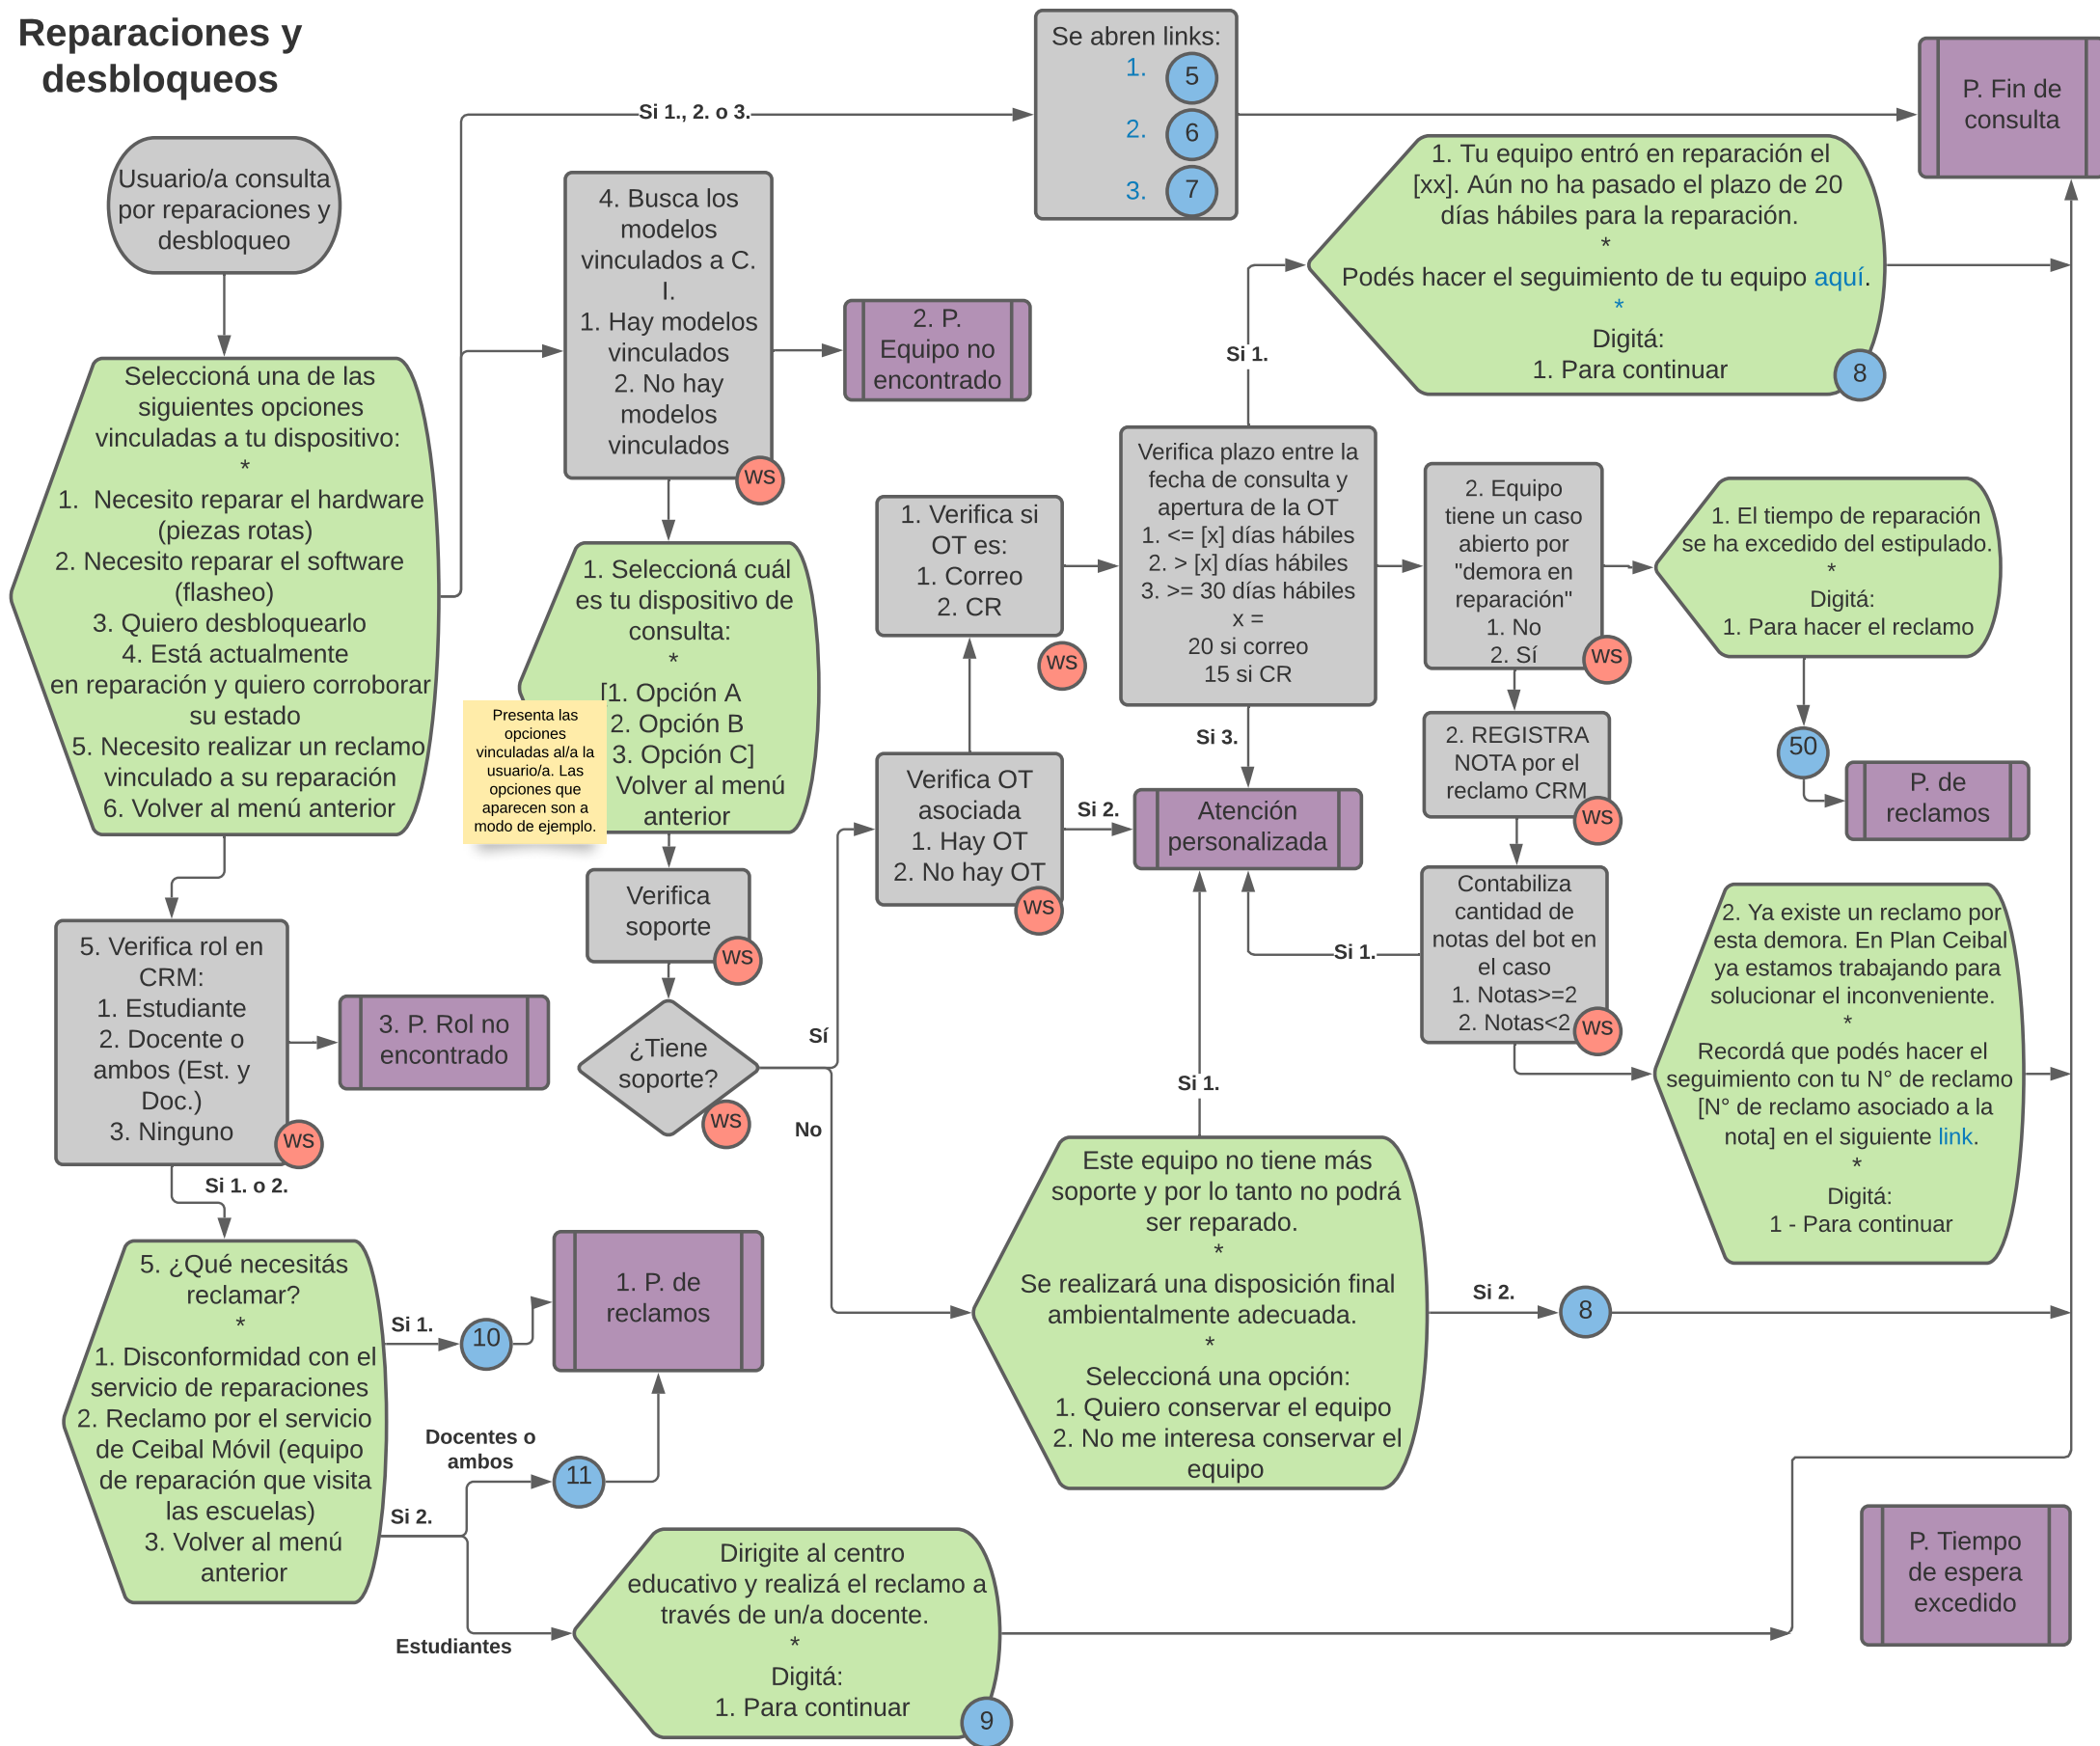 Reparaciones y
desbloqueos
Usuario/a consulta
por reparaciones y
desbloqueo
Seleccioná una de las
siguientes opciones
vinculadas a tu dispositivo:
*
1.  Necesito reparar el hardware
(piezas rotas)
2. Necesito reparar el software
(flasheo)
3. Quiero desbloquearlo
4. Está actualmente
en reparación y quiero corroborar
su estado
5. Necesito realizar un reclamo
vinculado a su reparación
6. Volver al menú anterior
5. Verifica rol en
CRM:
1. Estudiante
2. Docente o
ambos (Est. y
Doc.)
3. Ninguno
ws
3. P. Rol no
encontrado
Si 1. o 2.
5. ¿Qué necesitás
reclamar?
*
1. Disconformidad con el
servicio de reparaciones
2. Reclamo por el servicio
de Ceibal Móvil (equipo
de reparación que visita
las escuelas)
3. Volver al menú
anterior
Si 1.
10
1. P. de
reclamos
Docentes o
ambos
11
Si 2.
Estudiantes
Dirigite al centro
educativo y realizá el reclamo a
través de un/a docente.
*
Digitá:
1. Para continuar
9
Si 1., 2. o 3.
Se abren links:
1.
5
2.
6
3.
7
P. Fin de
consulta
4. Busca los
modelos
vinculados a C.
I.
1. Hay modelos
vinculados
2. No hay
modelos
vinculados
ws
2. P.
Equipo no
encontrado
1. Seleccioná cuál
es tu dispositivo de
consulta:
*
[1. Opción A
2. Opción B
3. Opción C]
Volver al menú
anterior
Presenta las
opciones
vinculadas al/a la
usuario/a. Las
opciones que
aparecen son a
modo de ejemplo.
Verifica
soporte
ws
¿Tiene
soporte?
ws
Sí
No
Verifica OT
asociada
1. Hay OT
2. No hay OT
ws
Si 2.
1. Verifica si
OT es:
1. Correo
2. CR
ws
Verifica plazo entre la
fecha de consulta y
apertura de la OT
1. <= [x] días hábiles
2. > [x] días hábiles
3. >= 30 días hábiles
x =
20 si correo
15 si CR
Si 1.
1. Tu equipo entró en reparación el
[xx]. Aún no ha pasado el plazo de 20
días hábiles para la reparación.
*
Podés hacer el seguimiento de tu equipo aquí.
*
Digitá:
1. Para continuar
8
Si 3.
Atención
personalizada
2. Equipo
tiene un caso
abierto por
"demora en
reparación"
1. No
2. Sí
ws
1. El tiempo de reparación
se ha excedido del estipulado.
*
Digitá:
1. Para hacer el reclamo
50
P. de
reclamos
2. REGISTRA
NOTA por el
reclamo CRM
ws
Contabiliza
cantidad de
notas del bot en
el caso
1. Notas>=2
2. Notas<2
ws
Si 1.
2. Ya existe un reclamo por
esta demora. En Plan Ceibal
ya estamos trabajando para
solucionar el inconveniente.
*
Recordá que podés hacer el
seguimiento con tu N° de reclamo
[N° de reclamo asociado a la
nota] en el siguiente link.
*
Digitá:
1 - Para continuar
Si 1.
Este equipo no tiene más
soporte y por lo tanto no podrá
ser reparado.
*
Se realizará una disposición final
ambientalmente adecuada.
*
Seleccioná una opción:
1. Quiero conservar el equipo
2. No me interesa conservar el
equipo
Si 2.
8
P. Tiempo
de espera
excedido